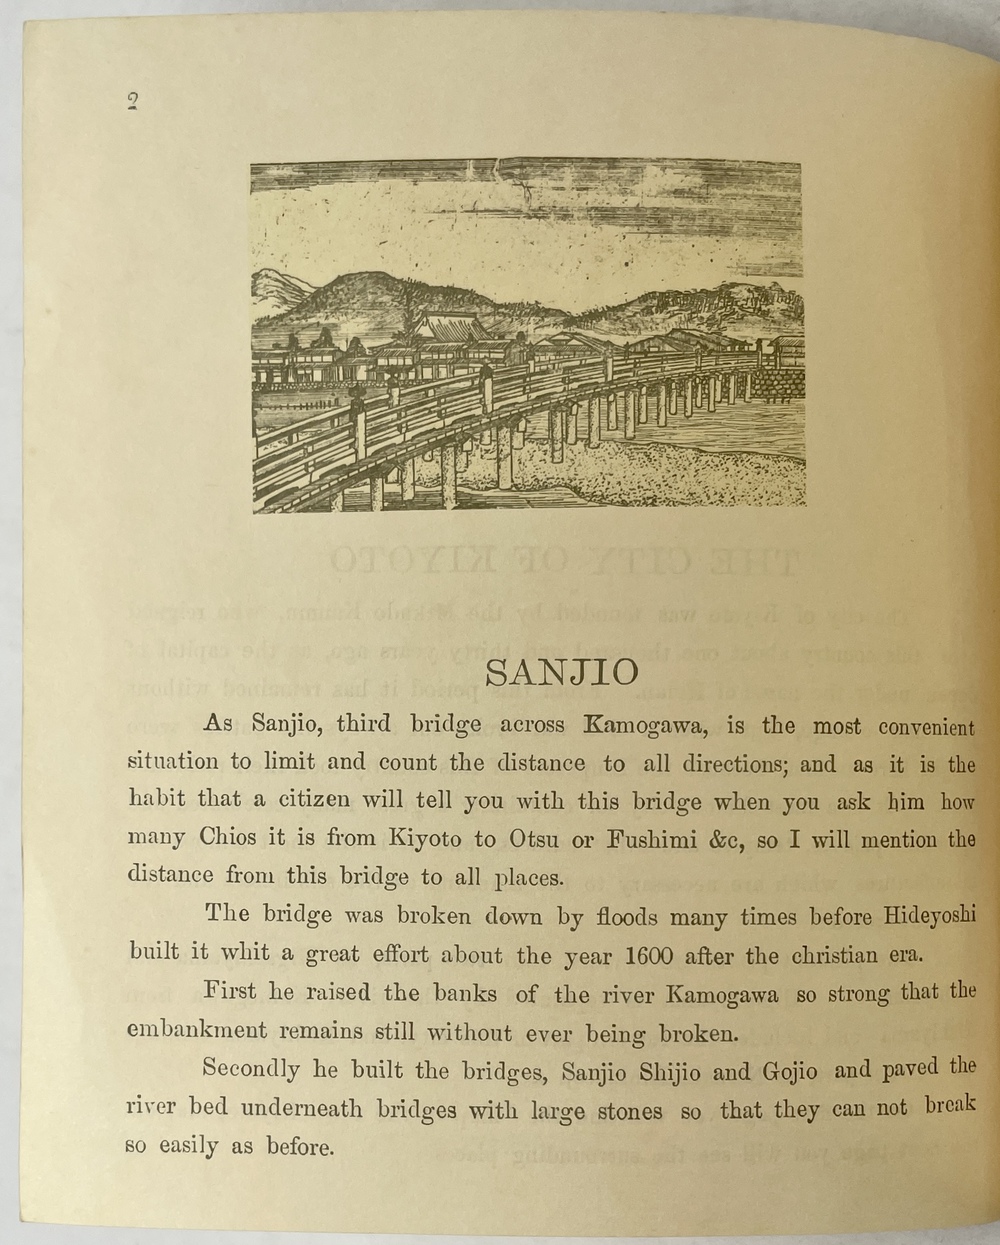 2
SANJIO
As Sanjio, third bridge across Kamogawa, is the most convenient
situation to limit and count the distance to all directions; and as it is the
habit that a citizen will tell you with this bridge when you ask him how
many Chios it is from Kiyoto to Otsu or Fushimi &c, so I will mention the
distance from this bridge to all places.
The bridge was broken down by floods many times before Hideyoshi
built it whit a great effort about the year 1600 after the christian era.
First he raised the banks of the river Kamogawa so strong that the
embankment remains still without ever being broken.
Secondly he built the bridges, Sanjio Shijio and Gojio and paved the
river bed underneath bridges with large stones so that they can not break
so easily as before.